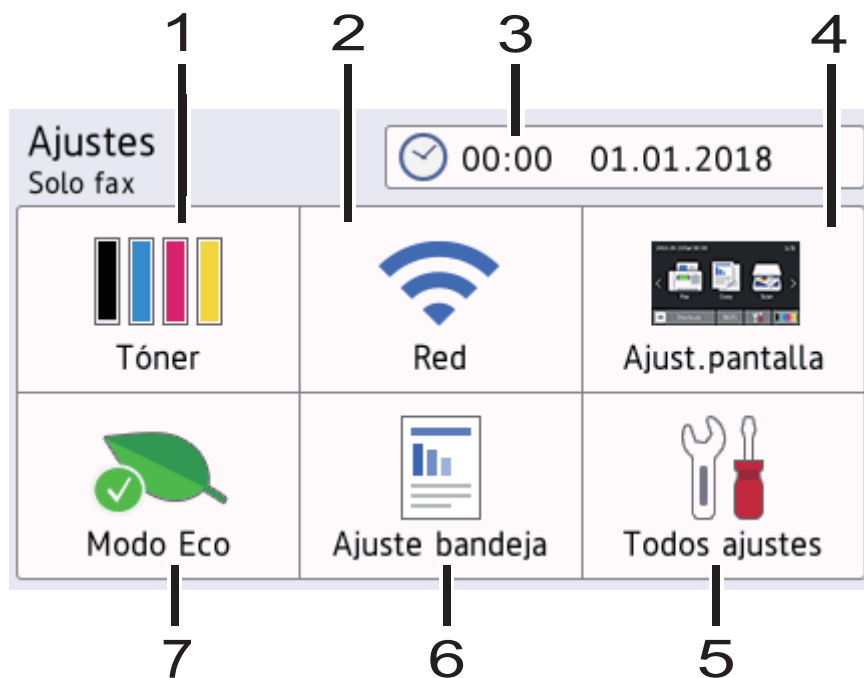 1 2 3 4
Ajustes
Solo fax
00:00 01.01.2018
Tóner
Red
Ajust.pantalla
Modo Eco
Ajuste bandeja
Todos ajustes
7 6 5